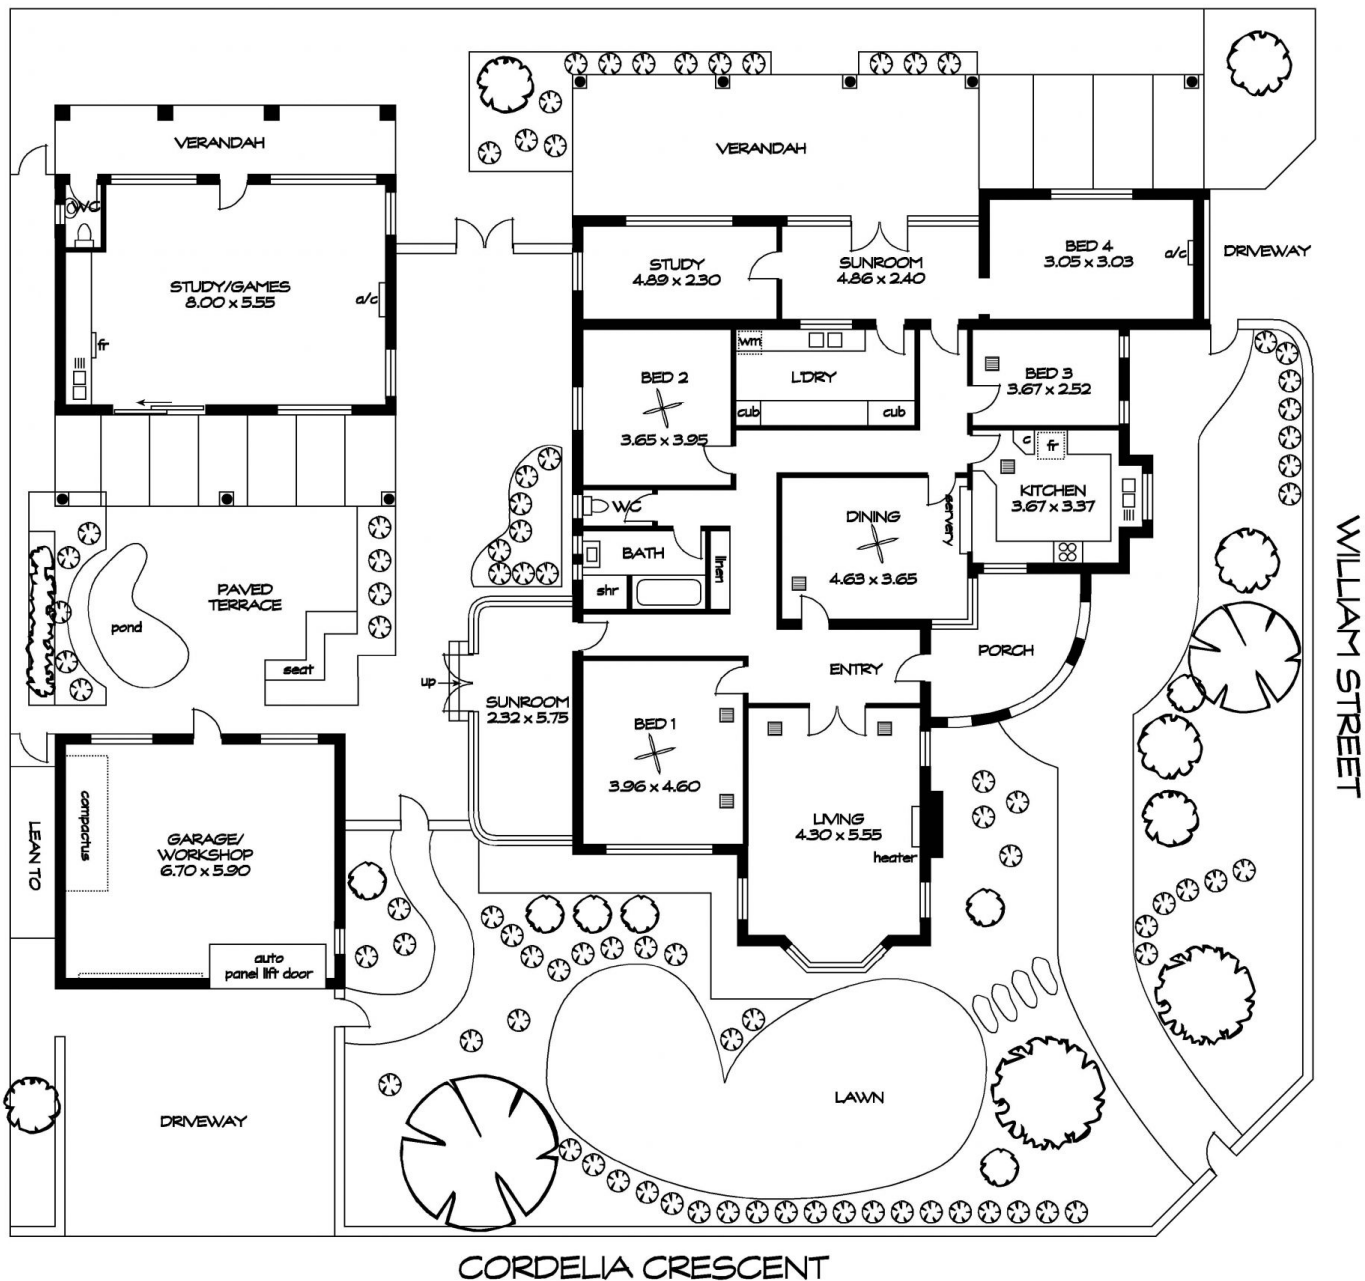 VERANDAH
VERANDAH
WC
STUDY/GAMES
8.00 x 5.55
a/c
fr
STUDY
4.89 x 2.30
SUNROOM
4.86 x 2.40
BED 4
3.05 x 3.03
a/c
DRIVEWAY
wm
L'DRY
cub
cub
BED 2
3.65 x 3.95
BED 3
3.67 x 2.52
c
fr
KITCHEN
3.67 x 3.37
servery
DINING
4.63 x 3.65
WC
BATH
linen
shr
PAVED
TERRACE
pond
seat
up
SUNROOM
2.32 x 5.75
ENTRY
PORCH
BED 1
3.96 x 4.60
LIVING
4.30 x 5.55
heater
compactus
GARAGE/
WORKSHOP
6.70 x 5.90
LEAN TO
auto
panel lift door
DRIVEWAY
LAWN
WILLIAM STREET
CORDELIA CRESCENT